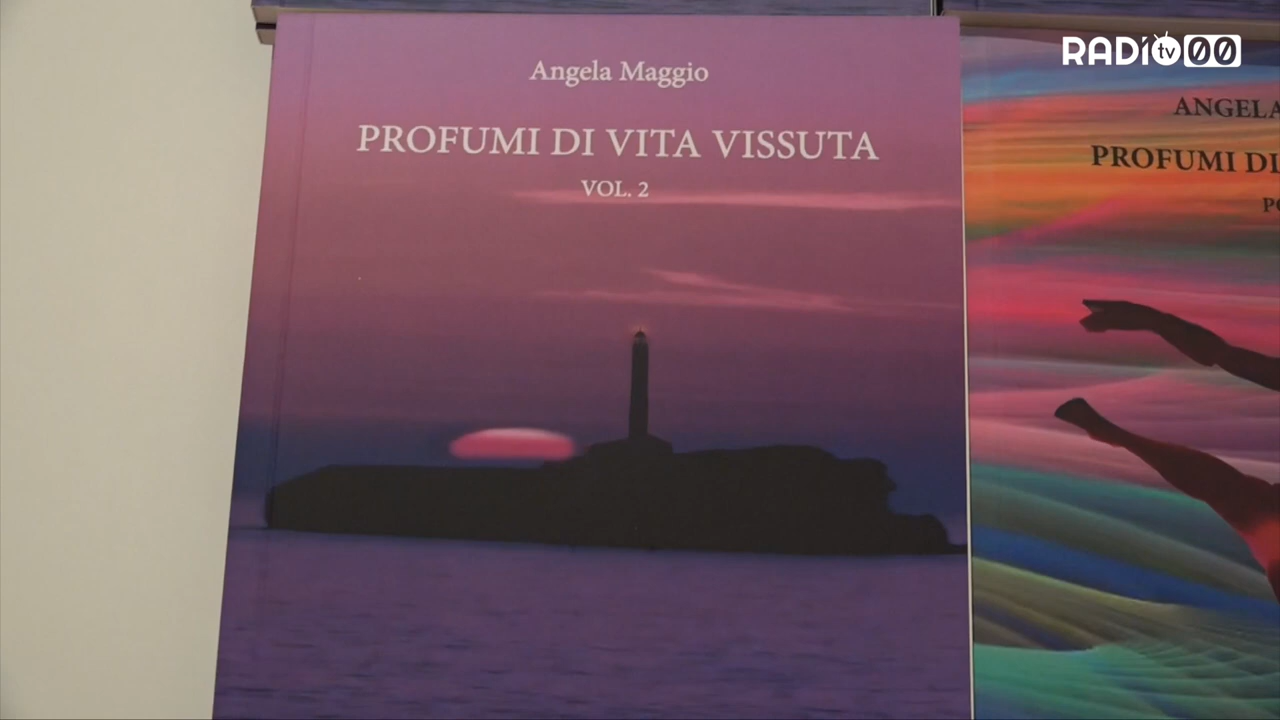 Angela Maggio
PROFUMI DI VITA VISSUTA
VOL. 2
RADIO tv 00
ANGELA
PROFUMI DI